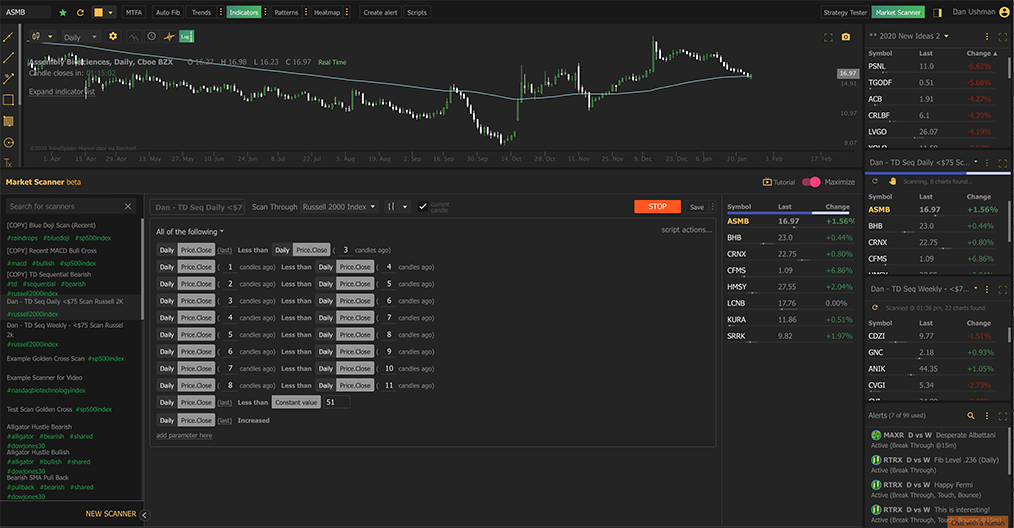 ASMB
MTFA Auto Fib Trends Indicators Patterns Heatmap Create alert Scripts
Strategy Tester Market Scanner Dan Ushman
Daily Log
Assembly Biosciences, Daily, Cboe BZX O 16.27 H 16.98 L 16.23 C 16.97 Real Time
Candle closes in: 01:15:02
Expand indicator list
16.97
14.91
10.97
8.07
©2020 TrendSpider. Market data via Barchart
1. Apr 15. Apr 29. Apr 13. May 27. May 10. Jun 24. Jun 8. Jul 22. Jul 5. Aug 19. Aug 2. Sep 16. Sep 30. Sep 14. Oct 28. Oct 11. Nov 25. Nov 9. Dec 23. Dec 6. Jan 20. Jan 3. Feb 17. Feb
Market Scanner beta
Tutorial Maximize
Search for scanners
[COPY] Blue Doji Scan (Recent)
#raindrops #bluedoji #sp500index
[COPY] Recent MACD Bull Cross
#macd #bullish #sp500index
[COPY] TD Sequential Bearish
#td #sequential #bearish
#russell2000index
Dan - TD Seq Daily <$75 Scan Russell 2K
#russell2000index
Dan - TD Seq Weekly - <$75 Scan Russel
2k
#russell2000index
Example Golden Cross Scan #sp500index
Example Scanner for Video
#nasdaqbiotechnologyindex
Test Scan Golden Cross #sp500index
Alligator Hustle Bearish
#alligator #bearish #shared
#dowjones30
Alligator Hustle Bullish
#alligator #bullish #shared
#dowjones30
Bearish SMA Pull Back
#pullback #bearish #shared
#dowjones30
NEW SCANNER
Dan - TD Seq Daily <$7 Scan Through Russell 2000 Index current candle STOP Save
All of the following script actions...
Daily Price.Close (last) Less than Daily Price.Close ( 3 candles ago)
Daily Price.Close ( 1 candles ago) Less than Daily Price.Close ( 4 candles ago)
Daily Price.Close ( 2 candles ago) Less than Daily Price.Close ( 5 candles ago)
Daily Price.Close ( 3 candles ago) Less than Daily Price.Close ( 6 candles ago)
Daily Price.Close ( 4 candles ago) Less than Daily Price.Close ( 7 candles ago)
Daily Price.Close ( 5 candles ago) Less than Daily Price.Close ( 8 candles ago)
Daily Price.Close ( 6 candles ago) Less than Daily Price.Close ( 9 candles ago)
Daily Price.Close ( 7 candles ago) Less than Daily Price.Close ( 10 candles ago)
Daily Price.Close ( 8 candles ago) Less than Daily Price.Close ( 11 candles ago)
Daily Price.Close (last) Less than Constant value 51
Daily Price.Close (last) Increased
add parameter here
Symbol Last Change
ASMB 16.97 +1.56%
BHB 23.0 +0.44%
CRNX 22.75 +0.80%
CFMS 1.09 +6.86%
HMSY 27.55 +2.04%
LCNB 17.76 0.00%
KURA 11.86 +0.51%
SRRK 9.82 +1.97%
** 2020 New Ideas 2
Symbol Last Change
PSNL 11.0 -6.62%
TGODF 0.51 -5.68%
ACB 1.91 -4.27%
CRLBF 6.1 -4.20%
LVGO 26.07 -4.19%
Dan - TD Seq Daily <$75 Sc...
Scanning, 8 charts found...
Symbol Last Change
ASMB 16.97 +1.56%
BHB 23.0 +0.44%
CRNX 22.75 +0.80%
CFMS 1.09 +6.86%
Dan - TD Seq Weekly - <$7...
Scanned @ 01:36 pm, 22 charts found...
Symbol Last Change
CDZI 9.77 -1.51%
GNC 2.18 +0.93%
ANIK 44.35 +1.05%
CVGI 5.34 -2.73%
Alerts (7 of 99 used)
MAXR D vs W Desperate Albattani
Active (Break Through @15m)
RTRX D vs W Fib Level .236 (Daily)
Active (Break Through)
RTRX D vs W Happy Fermi
Active (Break Through, Touch, Bounce)
RTRX D vs W This is interesting!
Active (Break Through, Touch, Bounce @15m)
Chat with a human